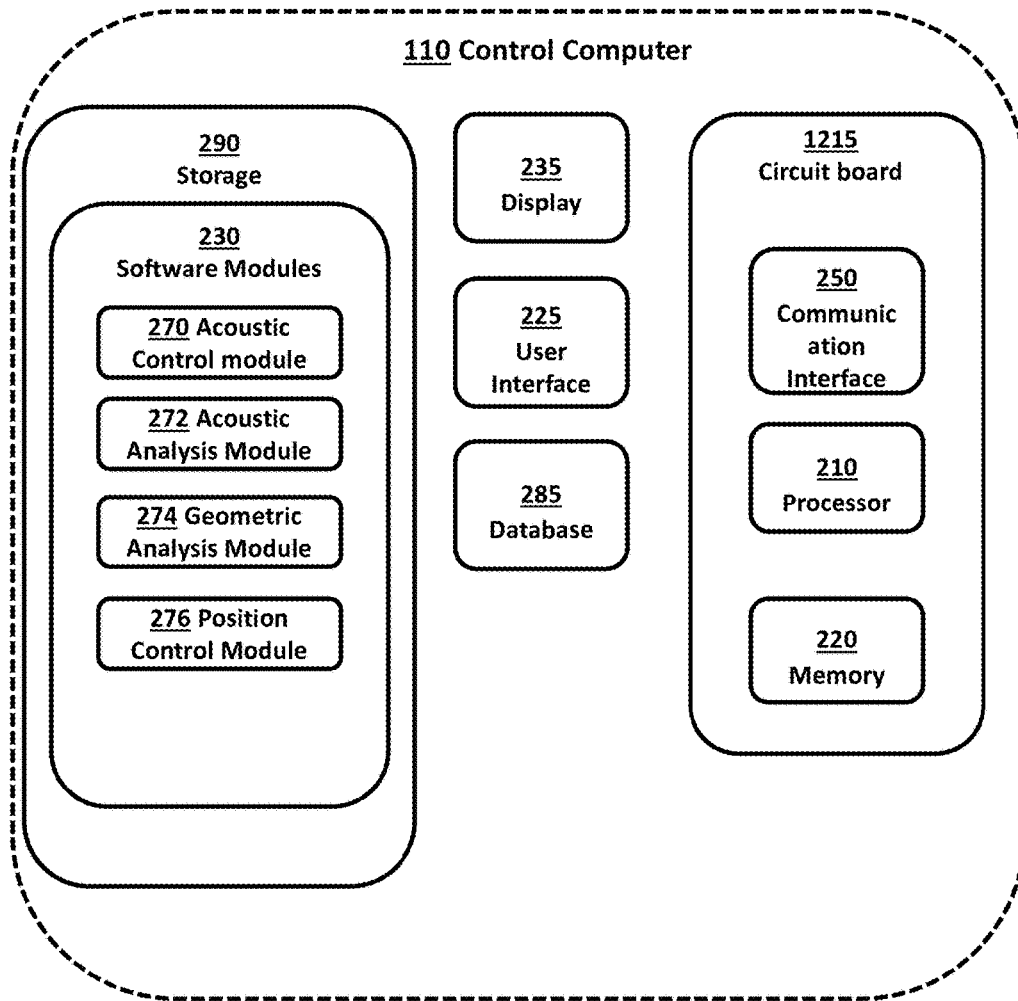 110 Control Computer
290
Storage
230
Software Modules
270 Acoustic
Control module
272 Acoustic
Analysis Module
274 Geometric
Analysis Module
276 Position
Control Module
235
Display
225
User
Interface
285
Database
1215
Circuit board
250
Communic
ation
Interface
210
Processor
220
Memory